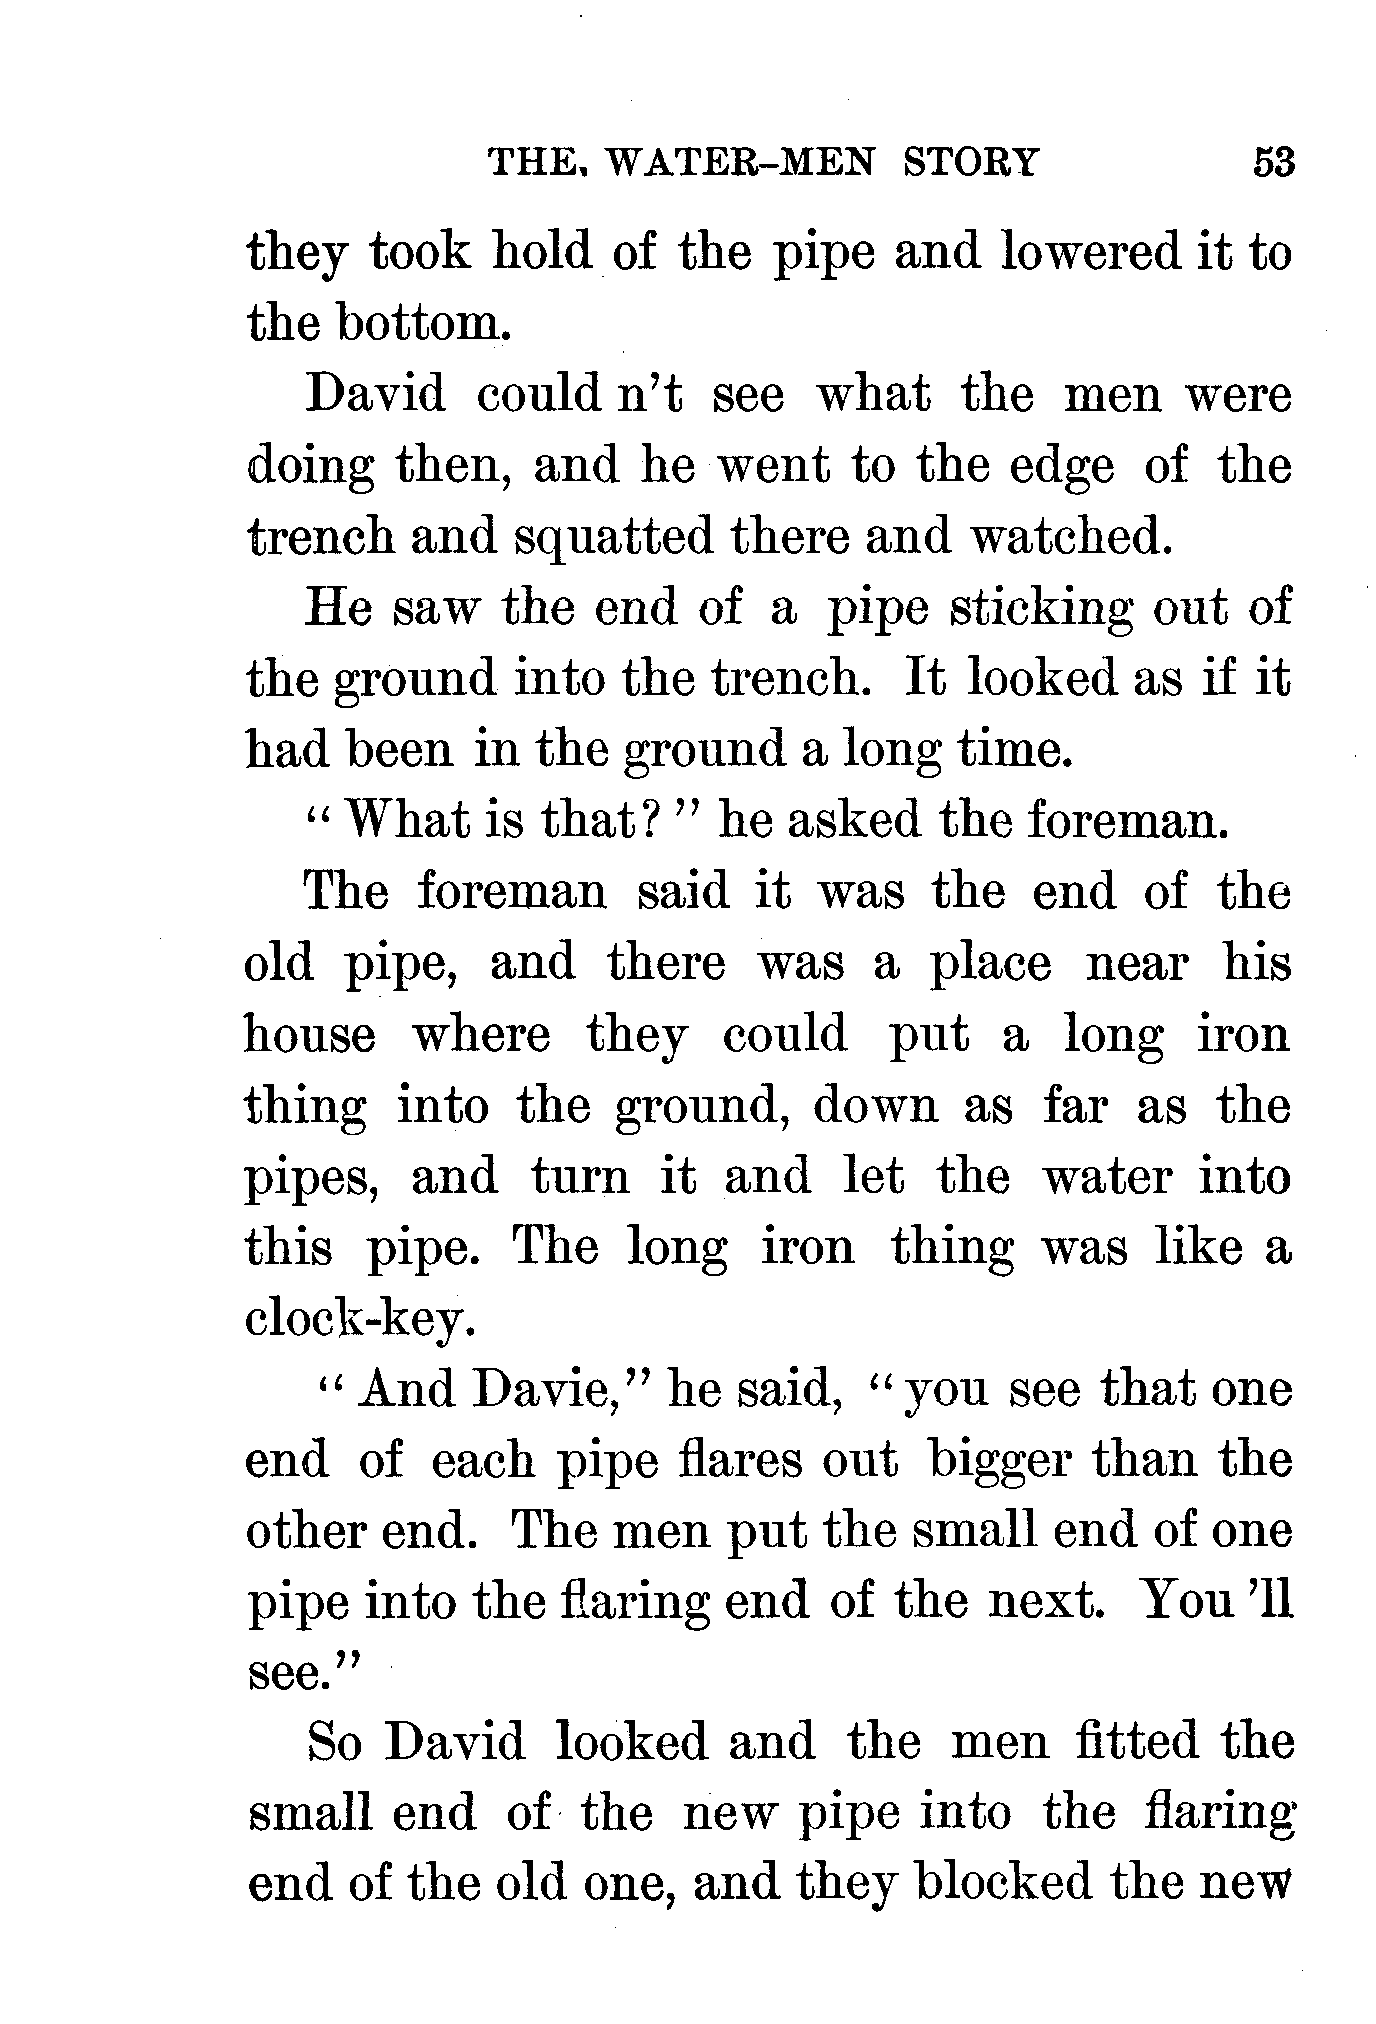 THE, WATER-MEN STORY 53
they took hold of the pipe and lowered it to
the bottom.
David could n't see what the men were
doing then, and he went to the edge of the
trench and squatted there and watched.
He saw the end of a pipe sticking out of
the ground into the trench. It looked as if it
had been in the ground a long time.
" What is that? " he asked the foreman.
The foreman said it was the end of the
old pipe, and there was a place near his
house where they could put a long iron
thing into the ground, down as far as the
pipes, and turn it and let the water into
this pipe. The long iron thing was like a
clock-key.
" And Davie," he said, " you see that one
end of each pipe flares out bigger than the
other end. The men put the small end of one
pipe into the flaring end of the next. You 'll
see."
So David looked and the men fitted the
small end of the new pipe into the flaring
end of the old one, and they blocked the new